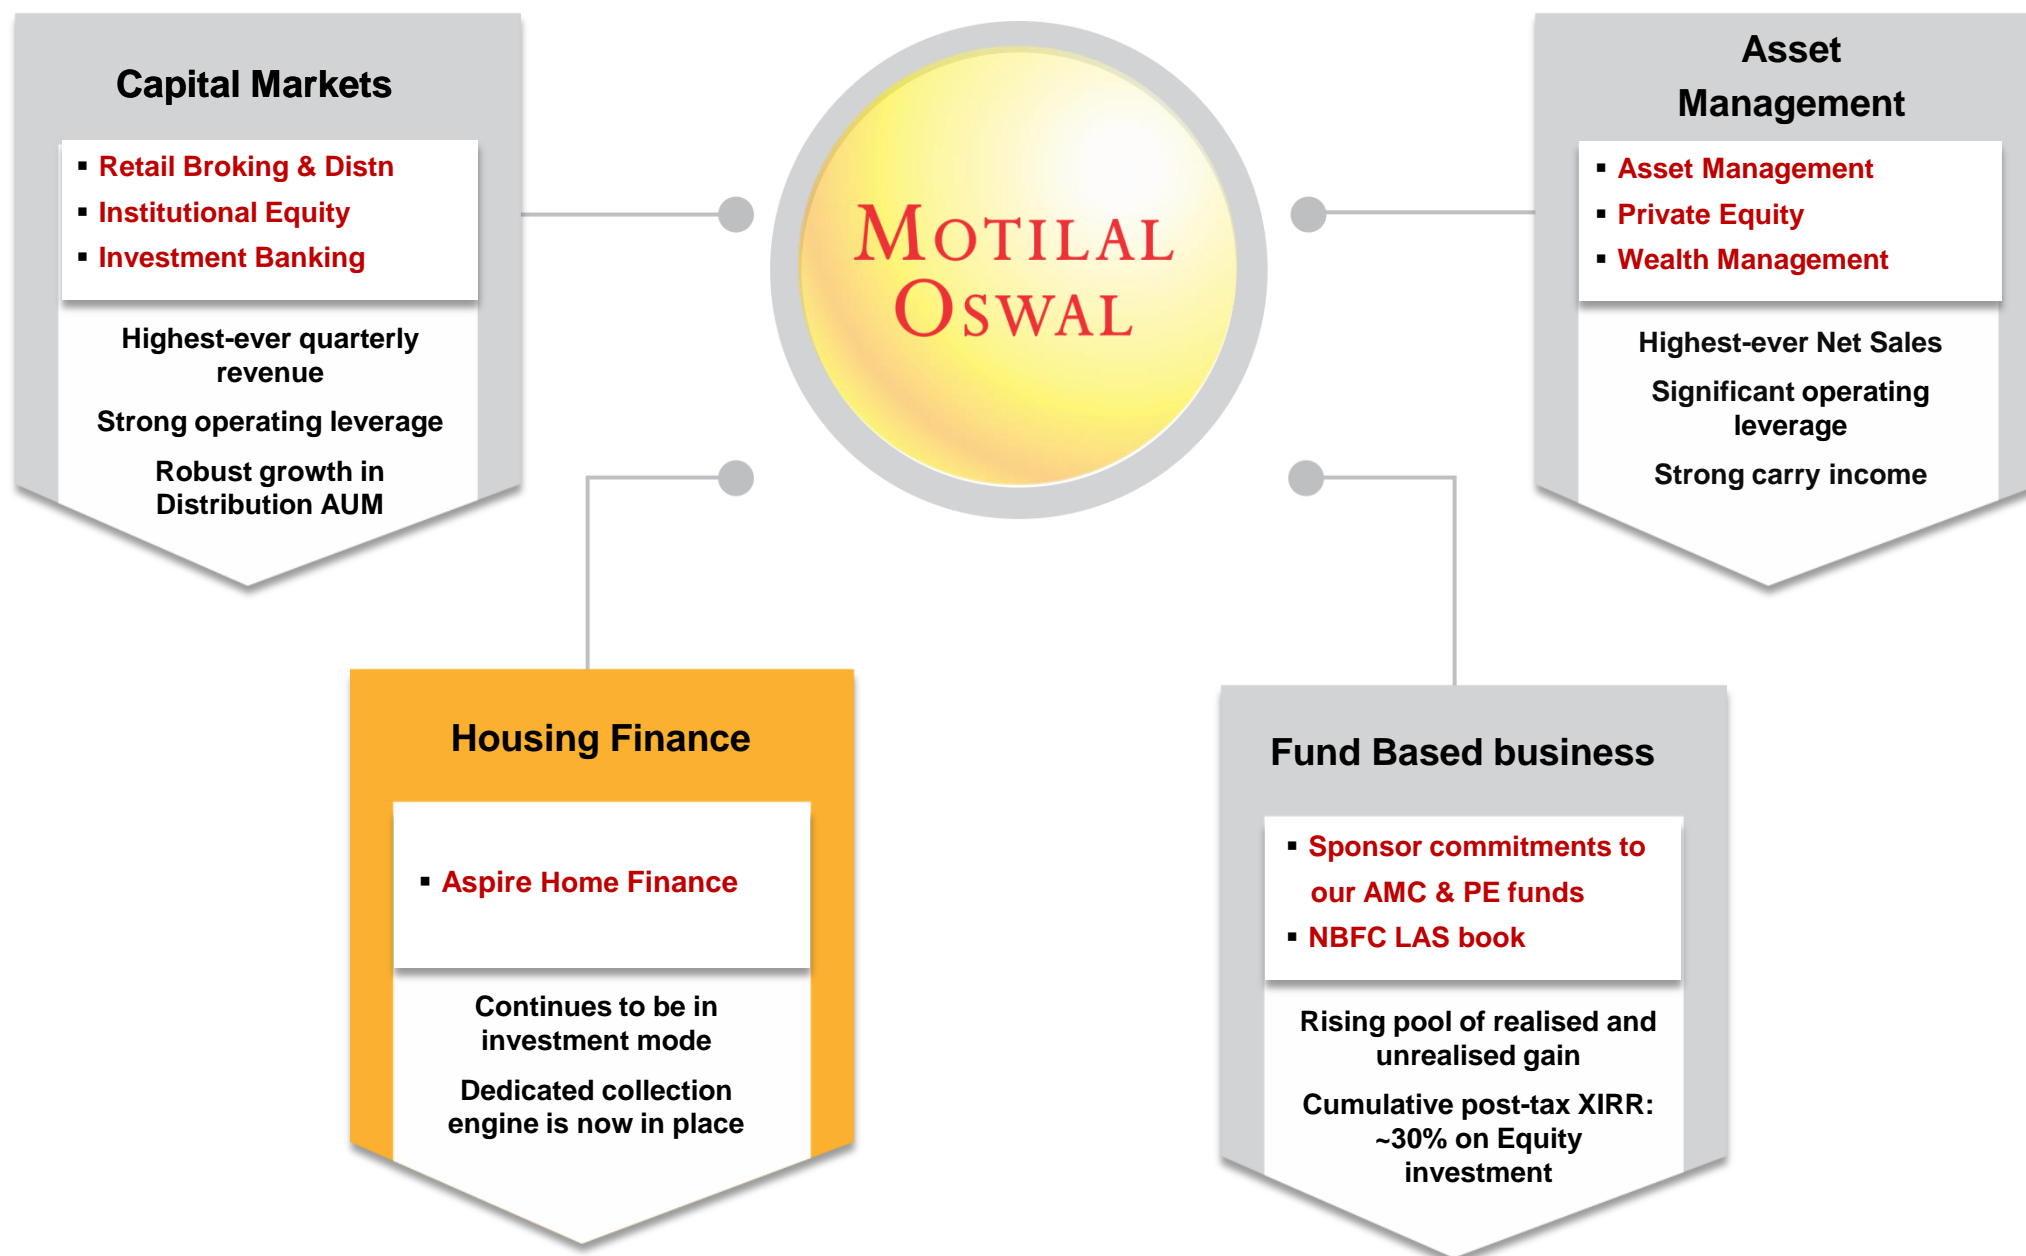 Capital Markets
▪ Retail Broking & Distn
▪ Institutional Equity
▪ Investment Banking
Highest-ever quarterly
revenue
Strong operating leverage
Robust growth in
Distribution AUM
MOTILAL
OSWAL
Asset
Management
▪ Asset Management
▪ Private Equity
▪ Wealth Management
Highest-ever Net Sales
Significant operating
leverage
Strong carry income
Housing Finance
▪ Aspire Home Finance
Continues to be in
investment mode
Dedicated collection
engine is now in place
Fund Based business
▪ Sponsor commitments to
our AMC & PE funds
▪ NBFC LAS book
Rising pool of realised and
unrealised gain
Cumulative post-tax XIRR:
~30% on Equity
investment